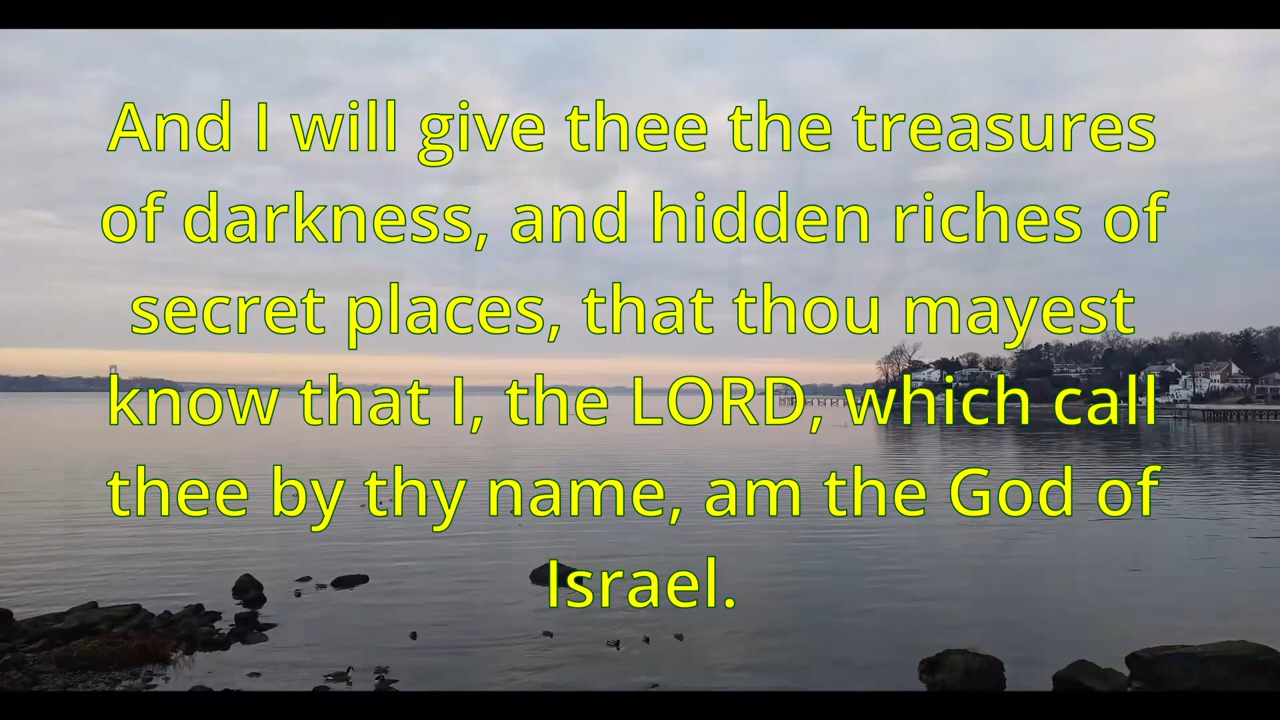 And I will give thee the treasures
of darkness, and hidden riches of
secret places, that thou mayest
know that I, the LORD, which call
thee by thy name, am the God of
Israel.